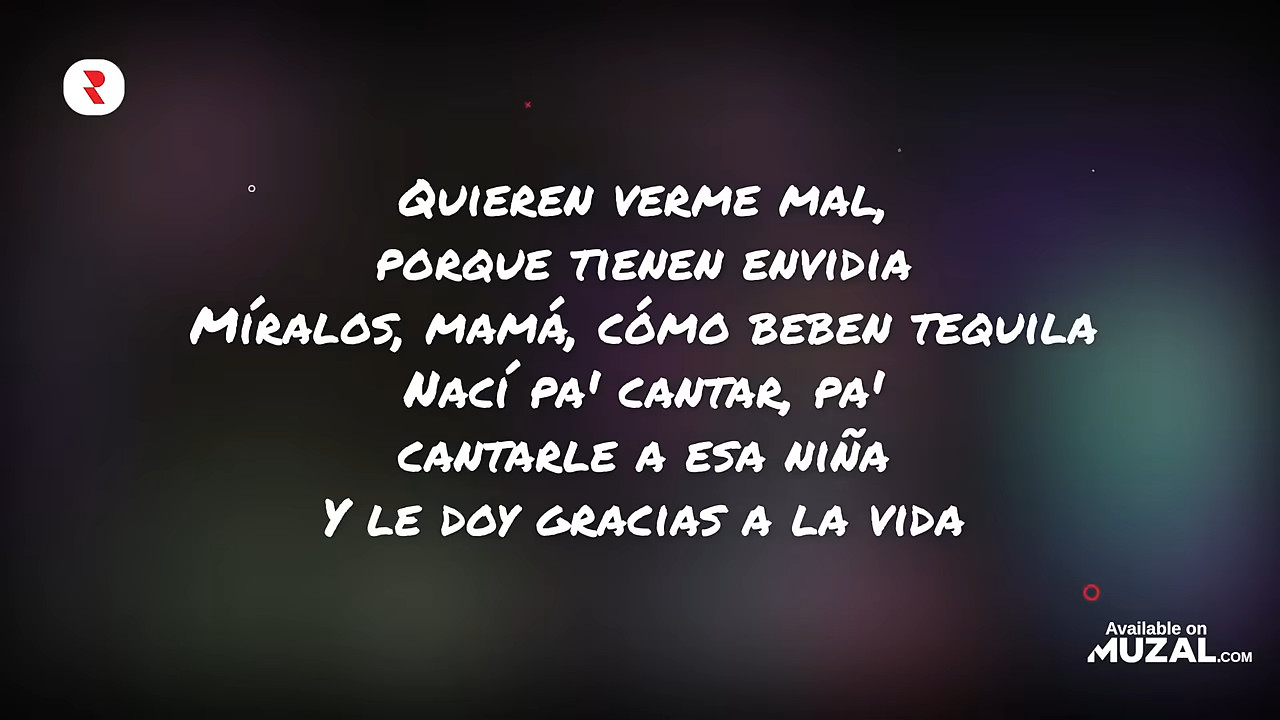 Quieren verme mal,
porque tienen envidia
Míralos, mamá, cómo beben tequila
Nací pa' cantar, pa'
cantarle a esa niña
Y le doy gracias a la vida
Available on
MUZAL.COM